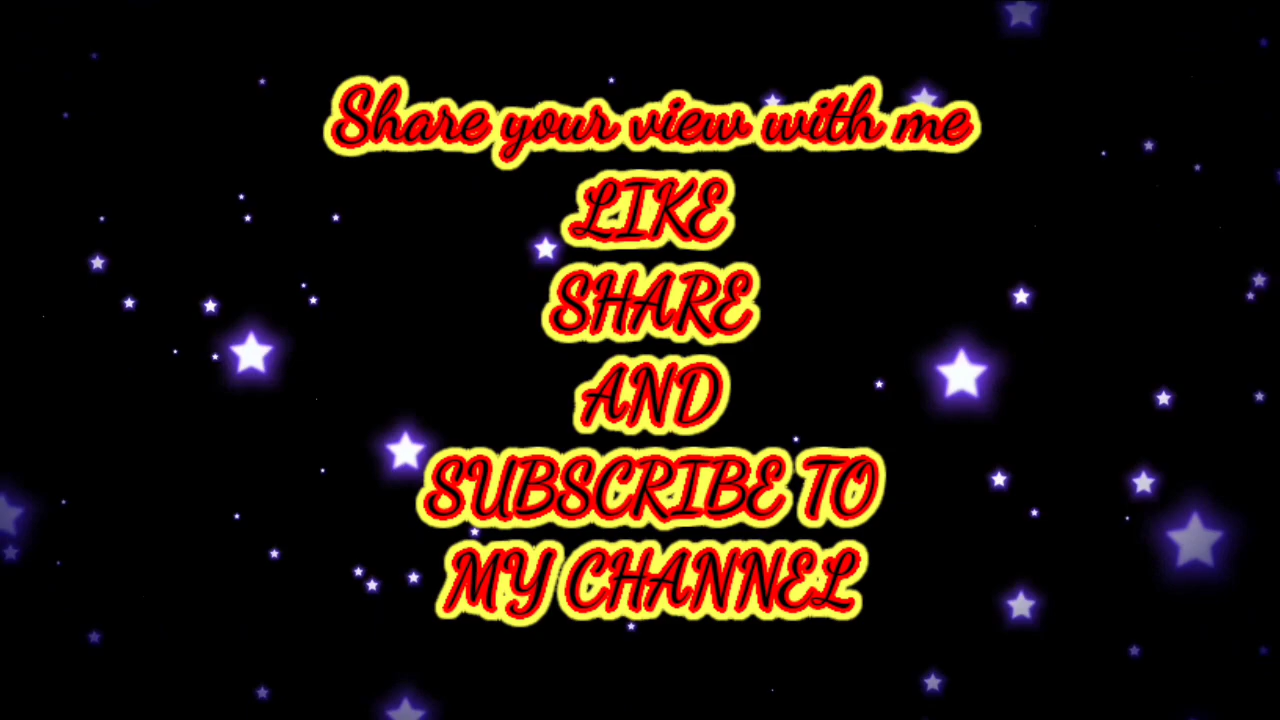 Share your view with me
LIKE
SHARE
AND
SUBSCRIBE TO
MY CHANNEL